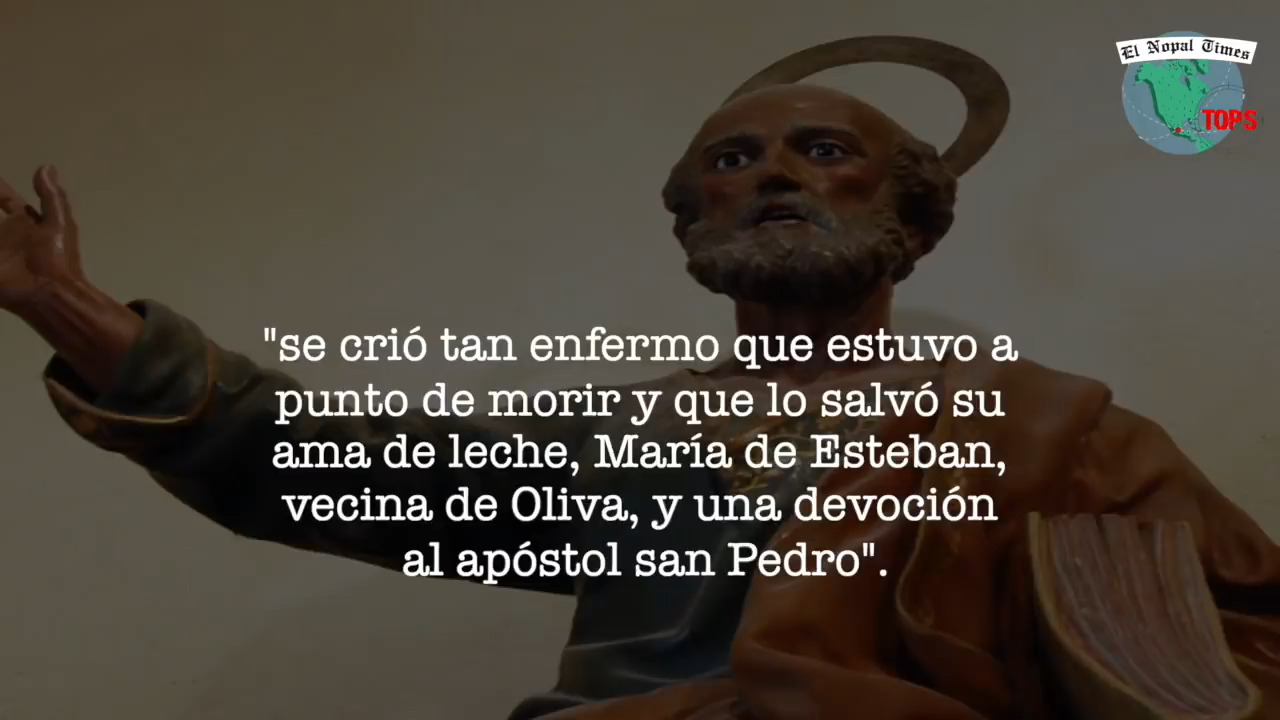 El Nopal Times
TOPS
"se crió tan enfermo que estuvo a
punto de morir y que lo salvó su
ama de leche, María de Esteban,
vecina de Oliva, y una devoción
al apóstol san Pedro".